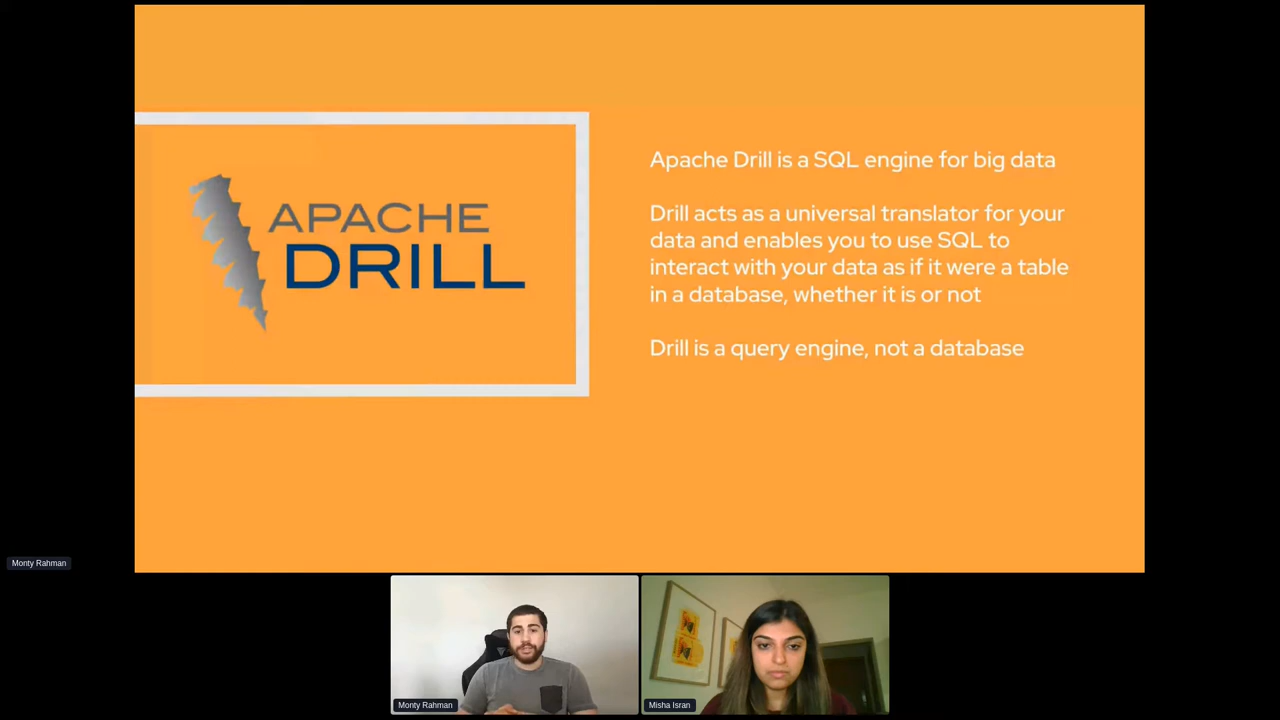 APACHE
DRILL
Apache Drill is a SQL engine for big data
Drill acts as a universal translator for your
data and enables you to use SQL to
interact with your data as if it were a table
in a database, whether it is or not
Drill is a query engine, not a database
Monty Rahman
Monty Rahman
Misha Isran